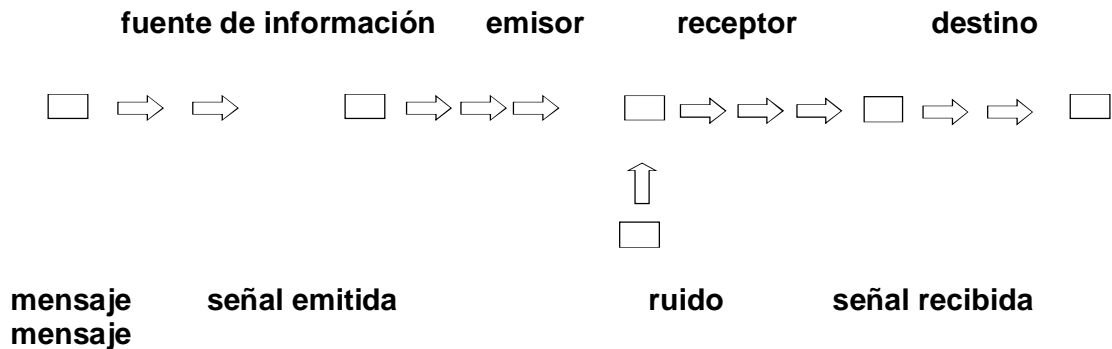 fuente de información emisor receptor destino
mensaje señal emitida ruido señal recibida
mensaje